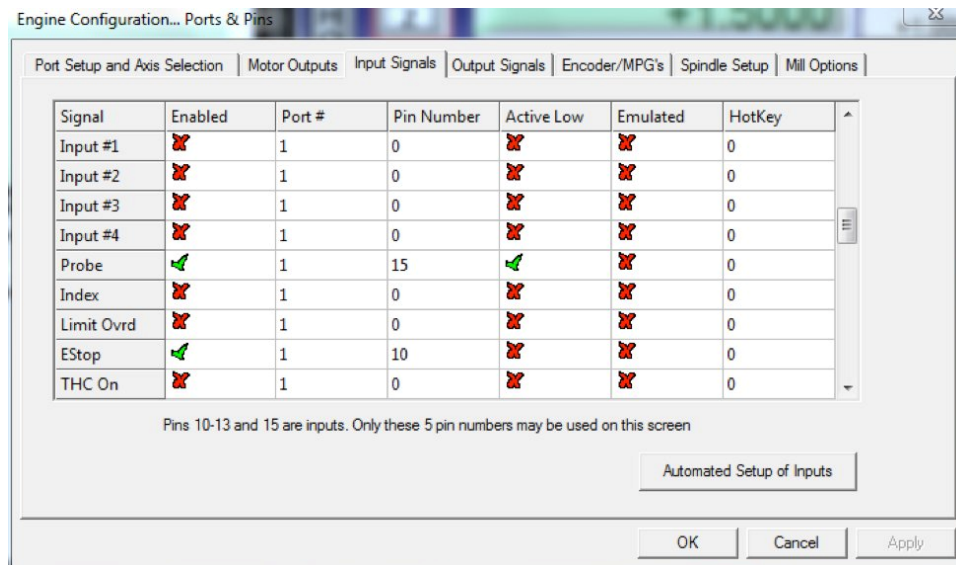 Engine Configuration... Ports & Pins
+1.5000
Port Setup and Axis Selection Motor Outputs Input Signals Output Signals Encoder/MPG's Spindle Setup Mill Options
Signal Enabled Port # Pin Number Active Low Emulated HotKey
Input #1 1 0 0
Input #2 1 0 0
Input #3 1 0 0
Input #4 1 0 0
Probe 1 15 0
Index 1 0 0
Limit Ovrd 1 0 0
EStop 1 10 0
THC On 1 0 0
Pins 10-13 and 15 are inputs. Only these 5 pin numbers may be used on this screen
Automated Setup of Inputs
OK Cancel Apply